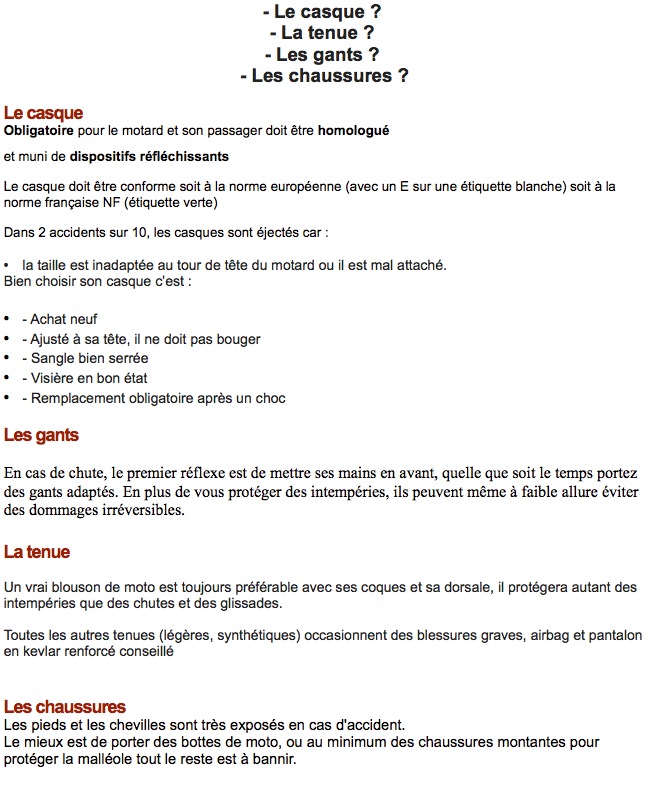 - Le casque ?
- La tenue ?
- Les gants ?
- Les chaussures ?
Le casque
Obligatoire pour le motard et son passager doit être homologué
et muni de dispositifs réfléchissants
Le casque doit être conforme soit à la norme européenne (avec un E sur une étiquette blanche) soit à la
norme française NF (étiquette verte)
Dans 2 accidents sur 10, les casques sont éjectés car :
• la taille est inadaptée au tour de tête du motard ou il est mal attaché.
Bien choisir son casque c'est :
• - Achat neuf
• - Ajusté à sa tête, il ne doit pas bouger
• - Sangle bien serrée
• - Visière en bon état
• - Remplacement obligatoire après un choc
Les gants
En cas de chute, le premier réflexe est de mettre ses mains en avant, quelle que soit le temps portez
des gants adaptés. En plus de vous protéger des intempéries, ils peuvent même à faible allure éviter
des dommages irréversibles.
La tenue
Un vrai blouson de moto est toujours préférable avec ses coques et sa dorsale, il protégera autant des
intempéries que des chutes et des glissades.
Toutes les autres tenues (légères, synthétiques) occasionnent des blessures graves, airbag et pantalon
en kevlar renforcé conseillé
Les chaussures
Les pieds et les chevilles sont très exposés en cas d'accident.
Le mieux est de porter des bottes de moto, ou au minimum des chaussures montantes pour
protéger la malléole tout le reste est à bannir.